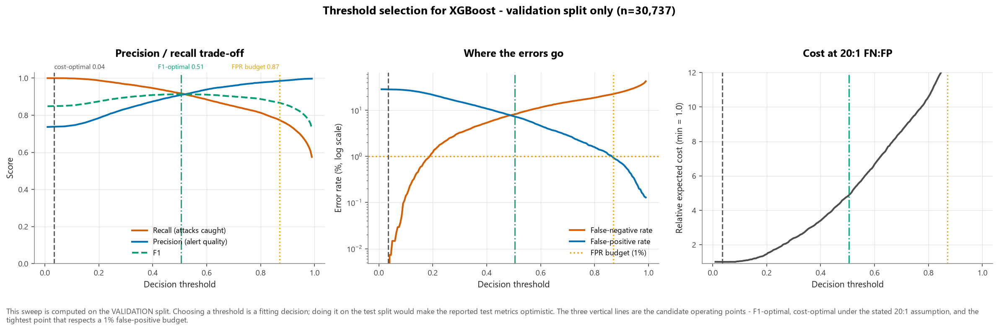 Threshold selection for XGBoost - validation split only (n=30,737)
Precision / recall trade-off
cost-optimal 0.04
F1-optimal 0.51
FPR budget 0.87
Score
1.0
0.8
0.6
0.4
0.2
0.0
0.0 0.2 0.4 0.6 0.8 1.0
Decision threshold
Recall (attacks caught)
Precision (alert quality)
F1
Where the errors go
Error rate (%, log scale)
10¹
10⁰
10⁻¹
10⁻²
0.0 0.2 0.4 0.6 0.8 1.0
Decision threshold
False-negative rate
False-positive rate
FPR budget (1%)
Cost at 20:1 FN:FP
Relative expected cost (min = 1.0)
12
10
8
6
4
2
0.0 0.2 0.4 0.6 0.8 1.0
Decision threshold
This sweep is computed on the VALIDATION split. Choosing a threshold is a fitting decision; doing it on the test split would make the reported test metrics optimistic. The three vertical lines are the candidate operating points - F1-optimal, cost-optimal under the stated 20:1 assumption, and the
tightest point that respects a 1% false-positive budget.